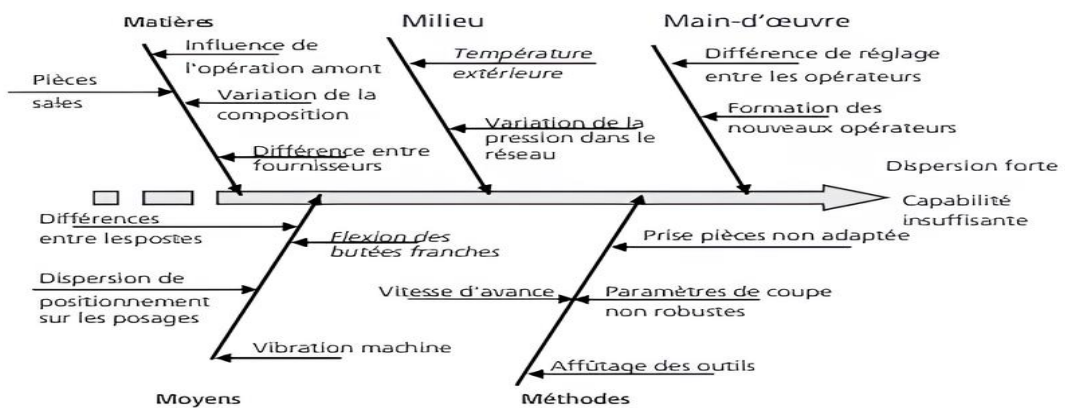 Matières
Milieu
Main-d'œuvre
Influence de
l'opération amont
Pièces
sales
Variation de la
composition
Différence entre
fournisseurs
Température
extérieure
Variation de la
pression dans le
réseau
Différence de réglage
entre les opérateurs
Formation des
nouveaux opérateurs
Dispersion forte
Capabilité
insuffisante
Différences
entre lespostes
Flexion des
butées franches
Dispersion de
positionnement
sur les posages
Vibration machine
Moyens
Prise pièces non adaptée
Vitesse d'avance
Paramètres de coupe
non robustes
Affûtage des outils
Méthodes